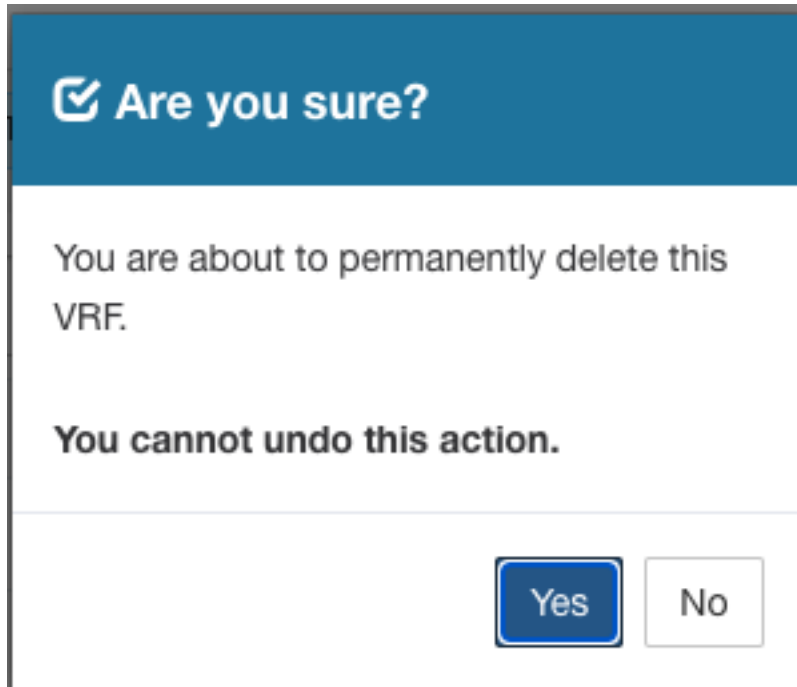 Are you sure?
You are about to permanently delete this
VRF.
You cannot undo this action.
Yes
No